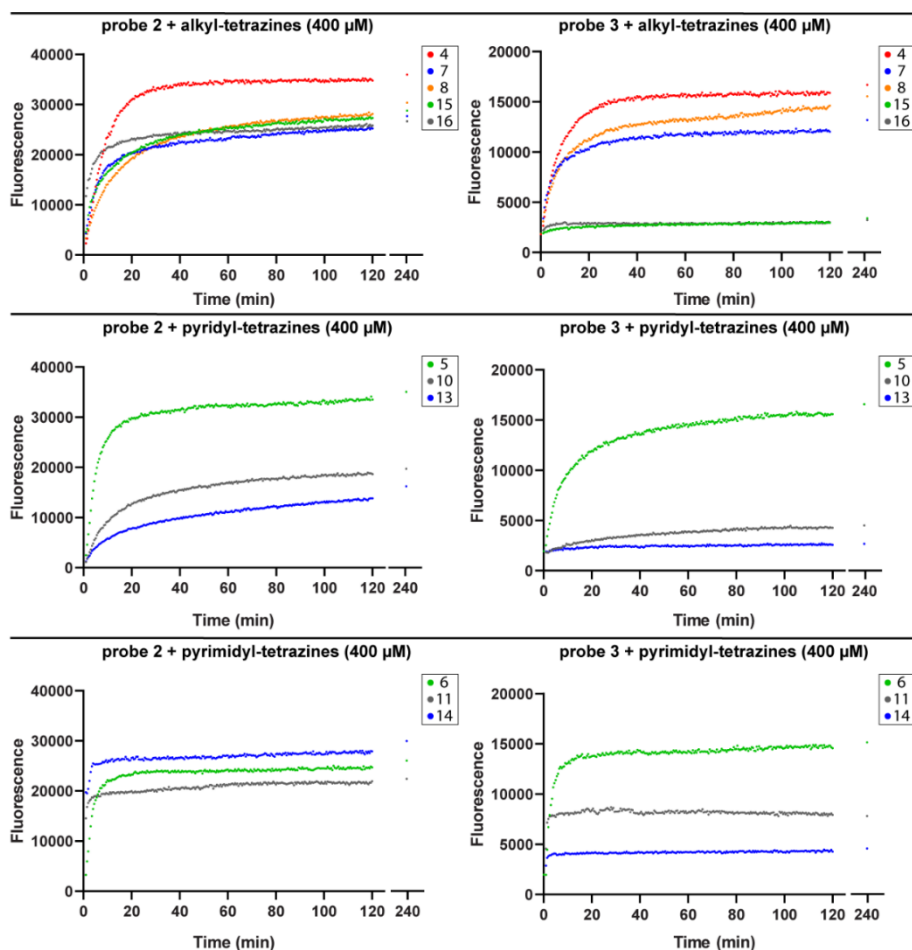 probe 2 + alkyl-tetrazines (400 µM)
Fluorescence
40000
30000
20000
10000
0
0 20 40 60 80 100 120 240
Time (min)
4
7
8
15
16
probe 3 + alkyl-tetrazines (400 µM)
Fluorescence
20000
15000
10000
5000
0
0 20 40 60 80 100 120 240
Time (min)
4
7
8
15
16
probe 2 + pyridyl-tetrazines (400 µM)
Fluorescence
40000
30000
20000
10000
0
0 20 40 60 80 100 120 240
Time (min)
5
10
13
probe 3 + pyridyl-tetrazines (400 µM)
Fluorescence
20000
15000
10000
5000
0
0 20 40 60 80 100 120 240
Time (min)
5
10
13
probe 2 + pyrimidyl-tetrazines (400 µM)
Fluorescence
40000
30000
20000
10000
0
0 20 40 60 80 100 120 240
Time (min)
6
11
14
probe 3 + pyrimidyl-tetrazines (400 µM)
Fluorescence
20000
15000
10000
5000
0
0 20 40 60 80 100 120 240
Time (min)
6
11
14